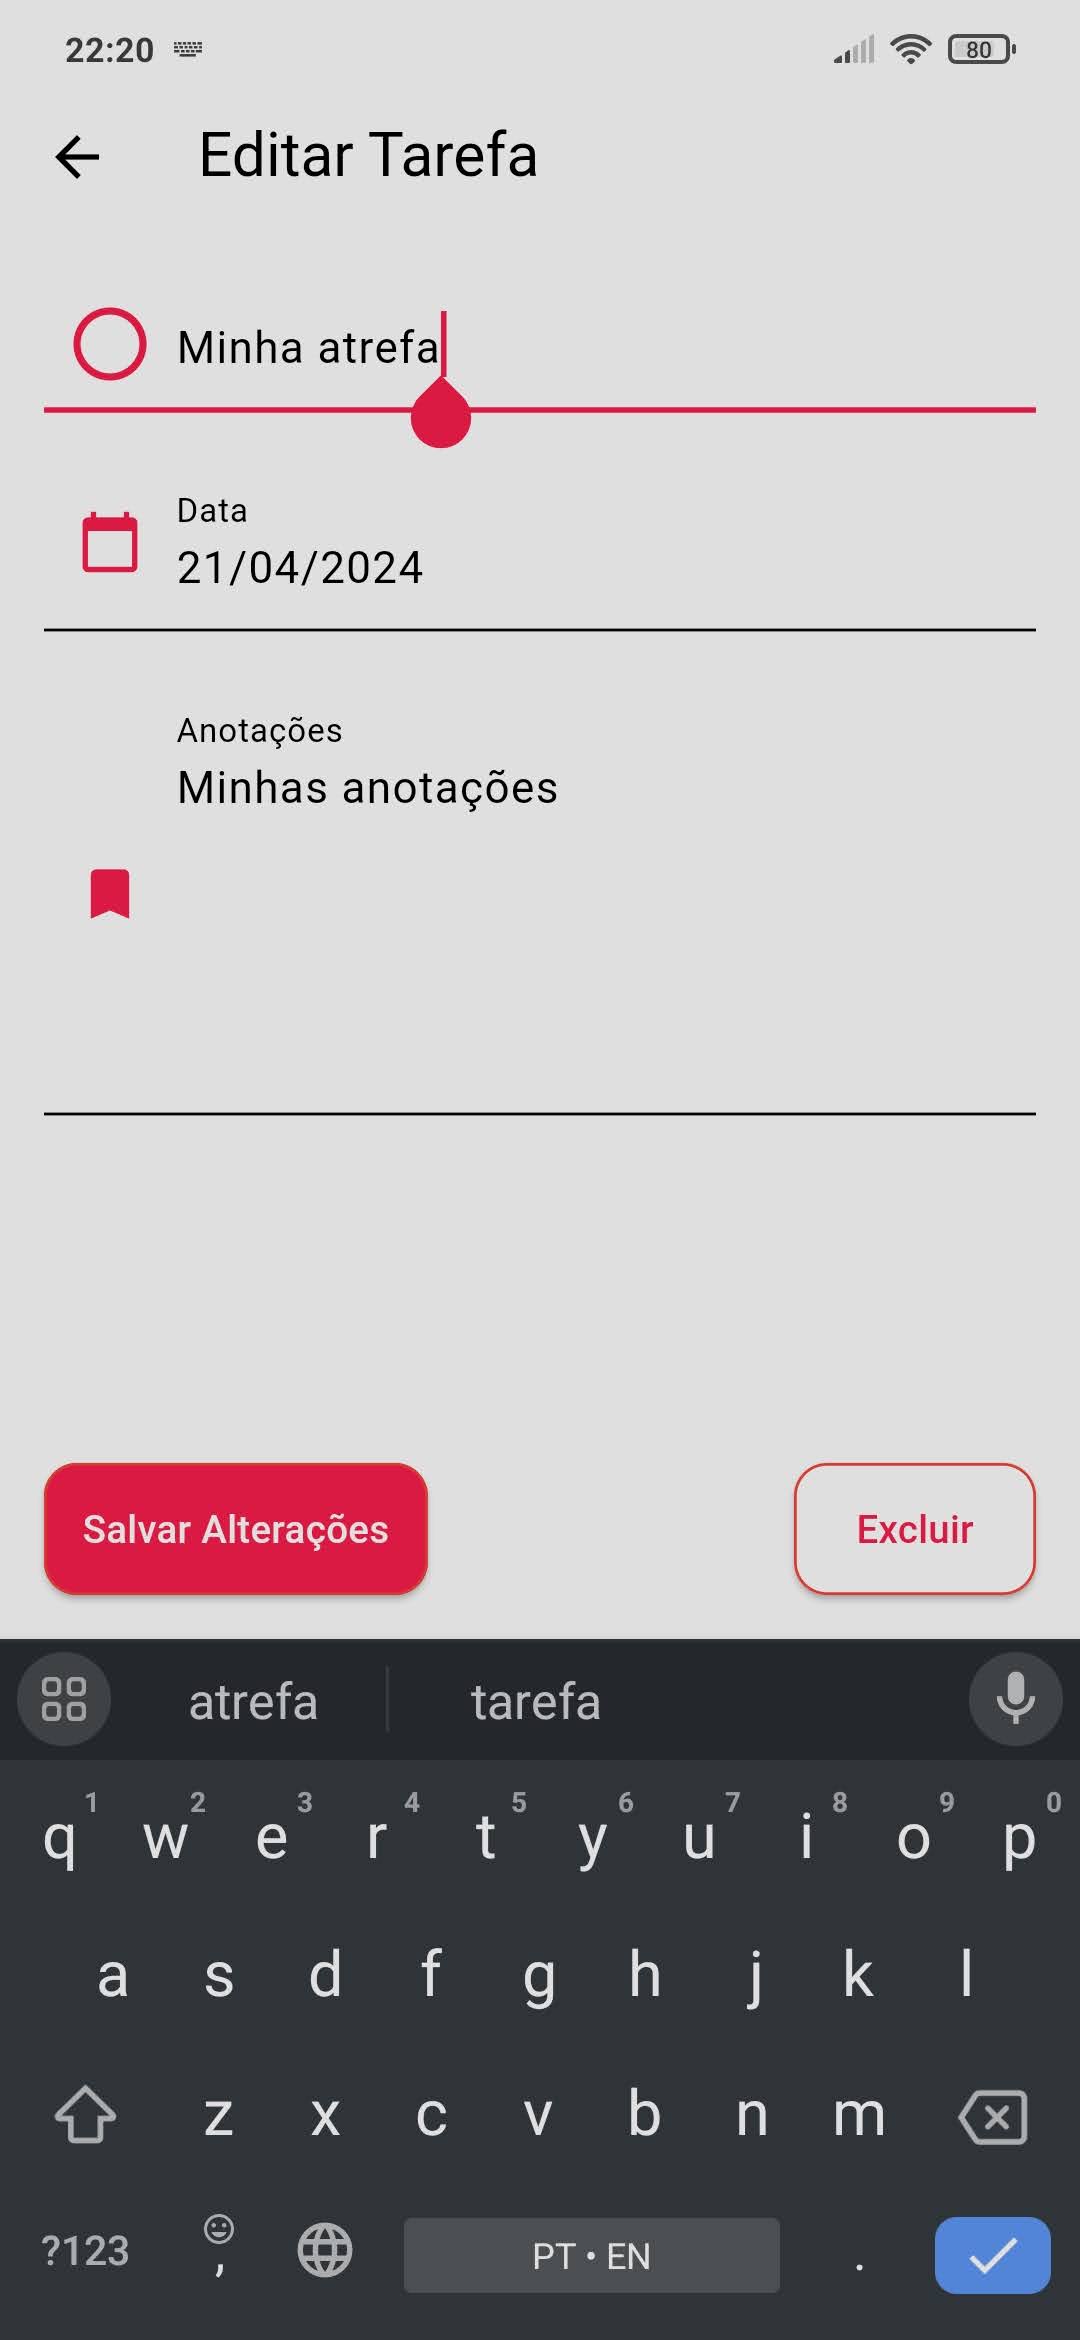 22:20
80
Editar Tarefa
Minha atrefa
Data
21/04/2024
Anotações
Minhas anotações
Salvar Alterações
Excluir
atrefa
tarefa
1 2 3 4 5 6 7 8 9 0
q w e r t y u i o p
a s d f g h j k l
z x c v b n m
?123 , PT • EN .